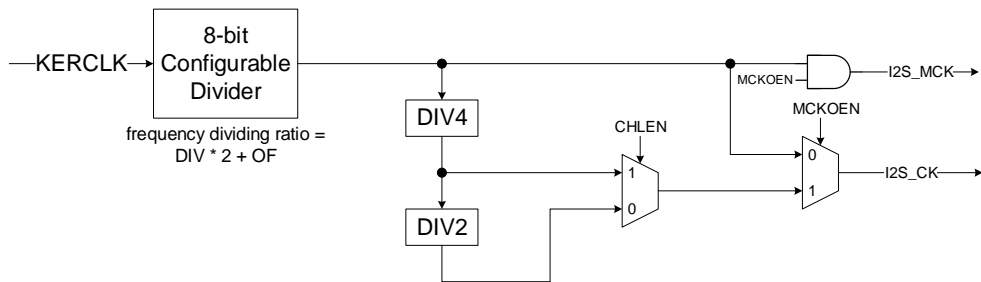 KERCLK
8-bit
Configurable
Divider
frequency dividing ratio =
DIV * 2 + OF
DIV4
DIV2
CHLEN
1
0
MCKOEN
I2S_MCK
MCKOEN
0
1
I2S_CK